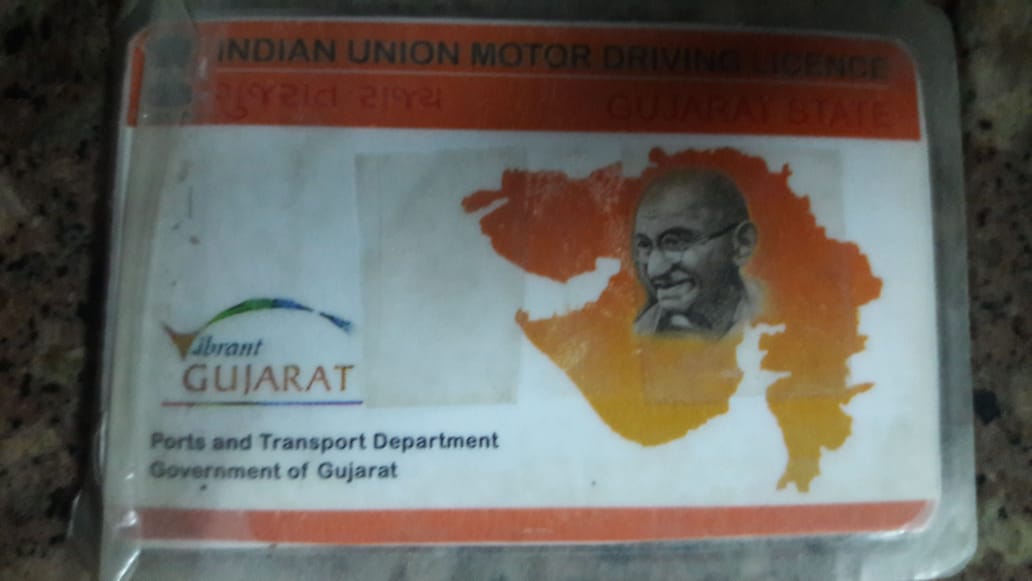 INDIAN UNION MOTOR DRIVING LICENCE
ગુજરાત રાજ્ય GUJARAT STATE
Vibrant
GUJARAT
Ports and Transport Department
Government of Gujarat